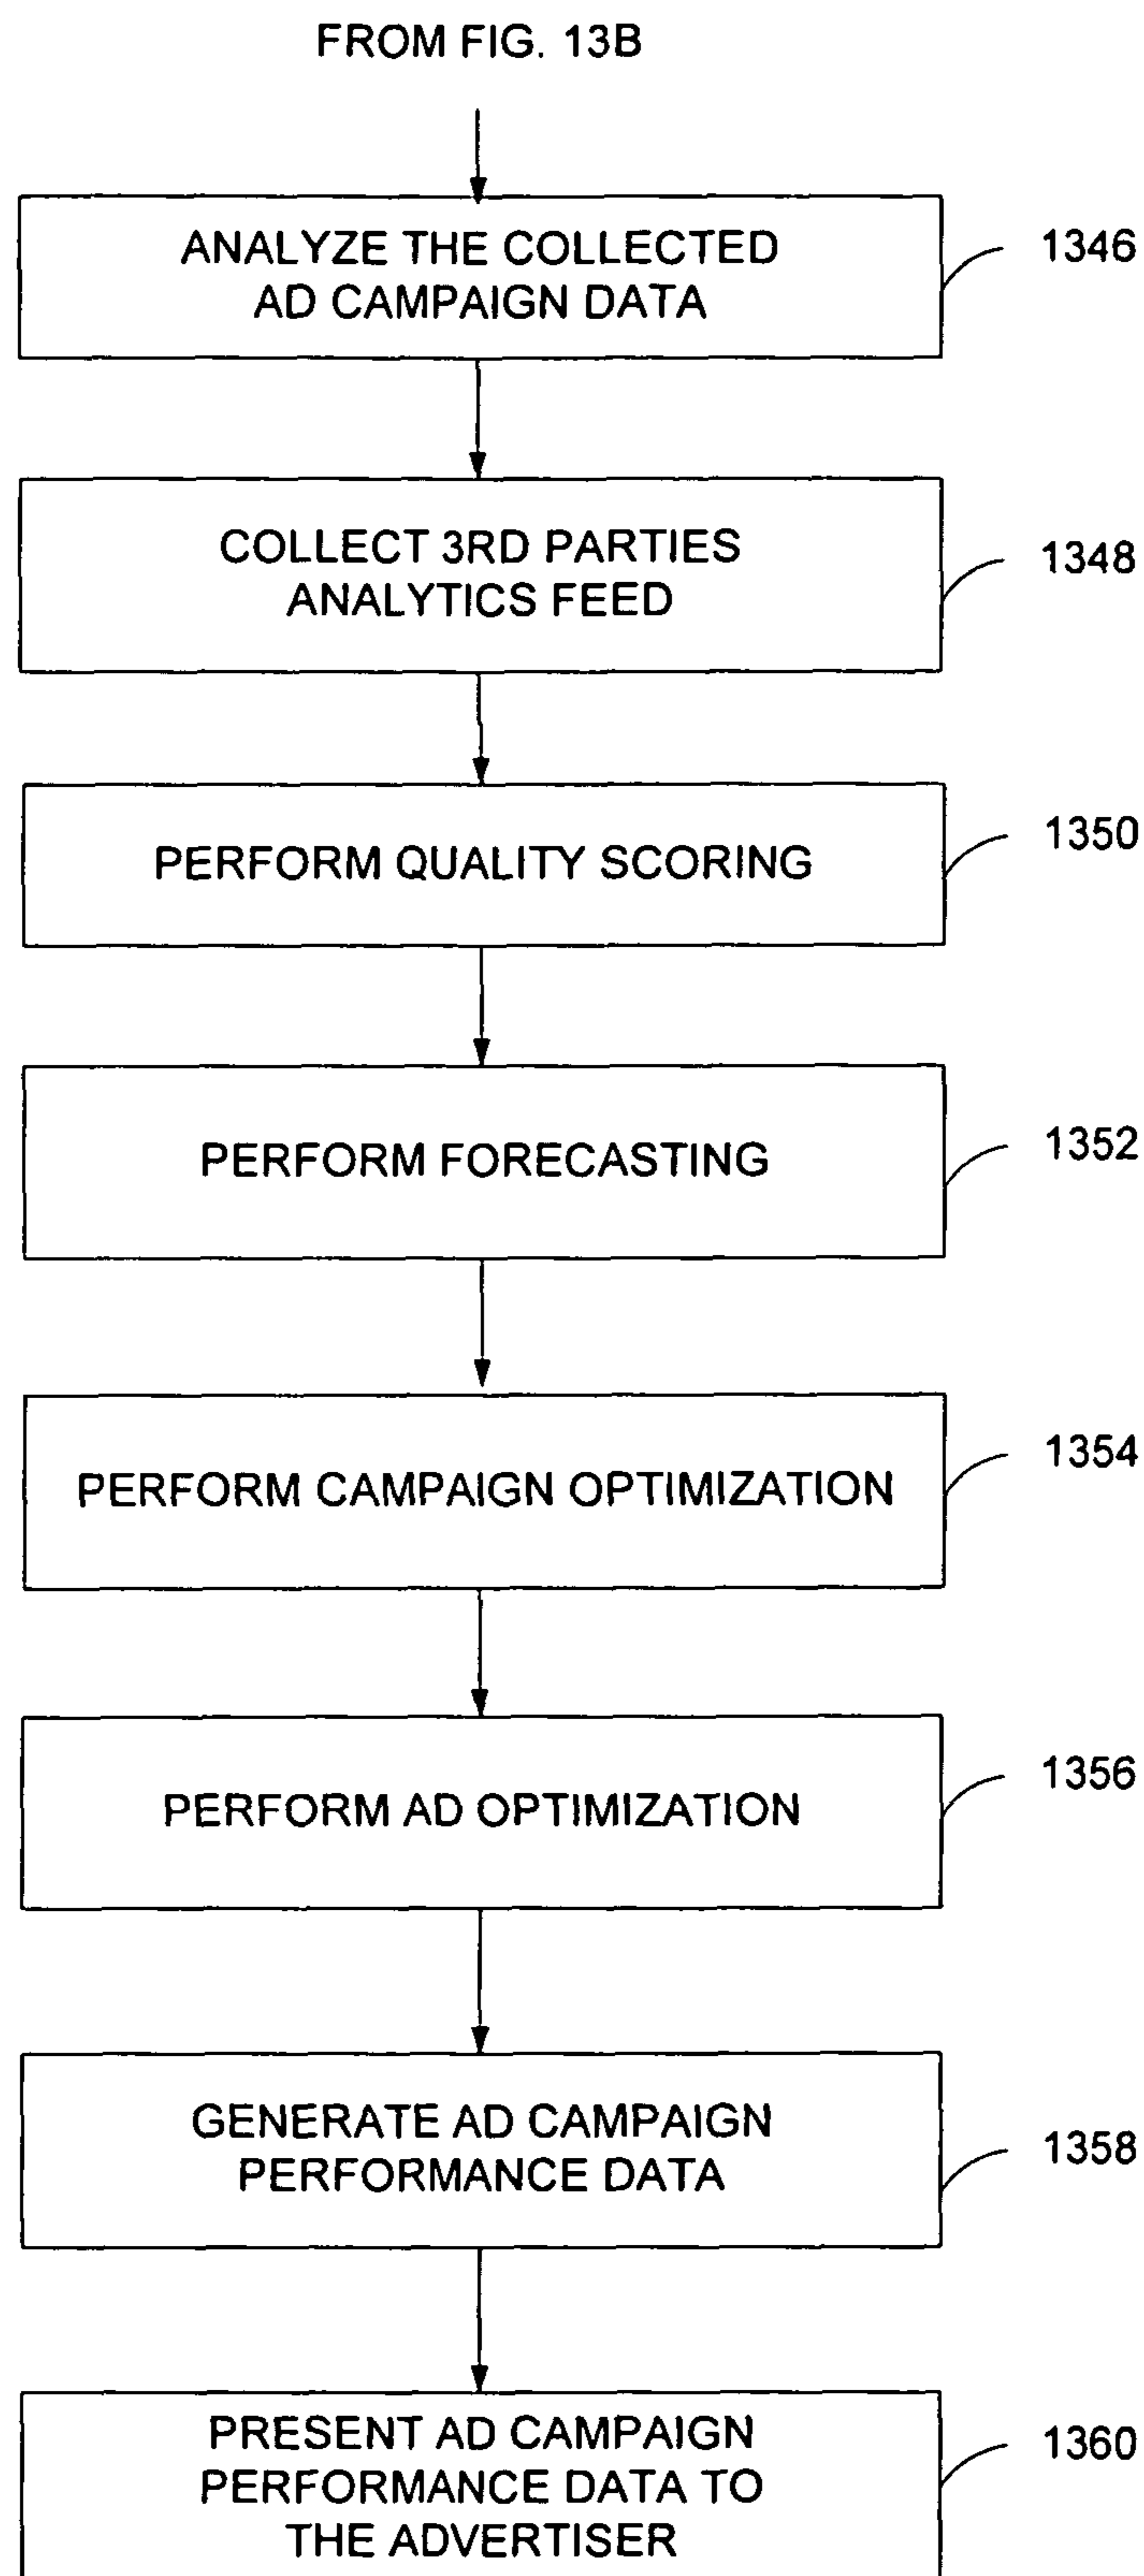 FROM FIG. 13B
ANALYZE THE COLLECTED
AD CAMPAIGN DATA
1346
COLLECT 3RD PARTIES
ANALYTICS FEED
1348
PERFORM QUALITY SCORING
1350
PERFORM FORECASTING
1352
PERFORM CAMPAIGN OPTIMIZATION
1354
PERFORM AD OPTIMIZATION
1356
GENERATE AD CAMPAIGN
PERFORMANCE DATA
1358
PRESENT AD CAMPAIGN
PERFORMANCE DATA TO
THE ADVERTISER
1360